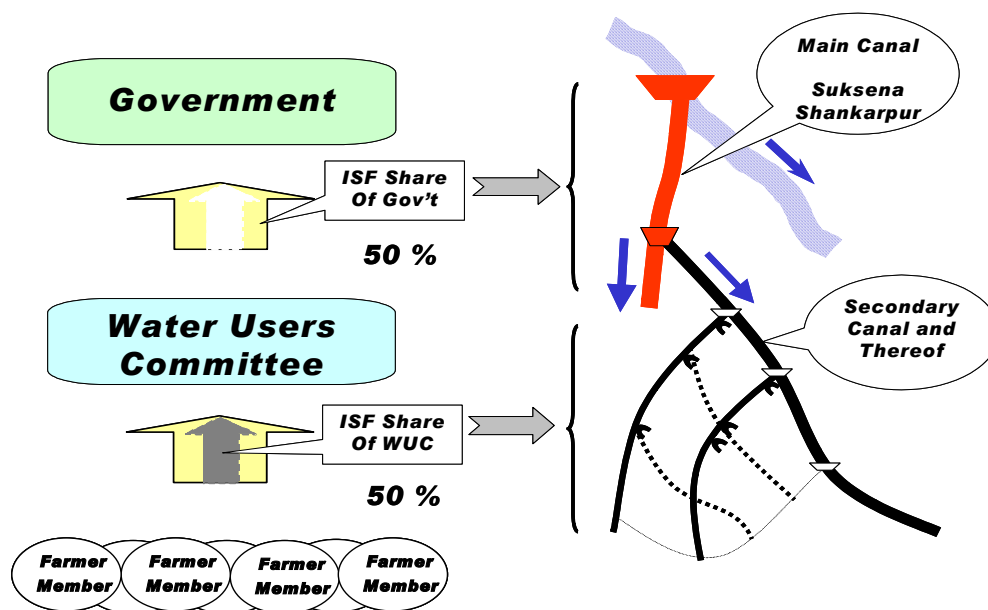 Government
ISF Share
Of Gov't
50 %
Main Canal
Suksena
Shankarpur
Water Users
Committee
ISF Share
Of WUC
50 %
Secondary
Canal and
Thereof
Farmer
Member
Farmer
Member
Farmer
Member
Farmer
Member